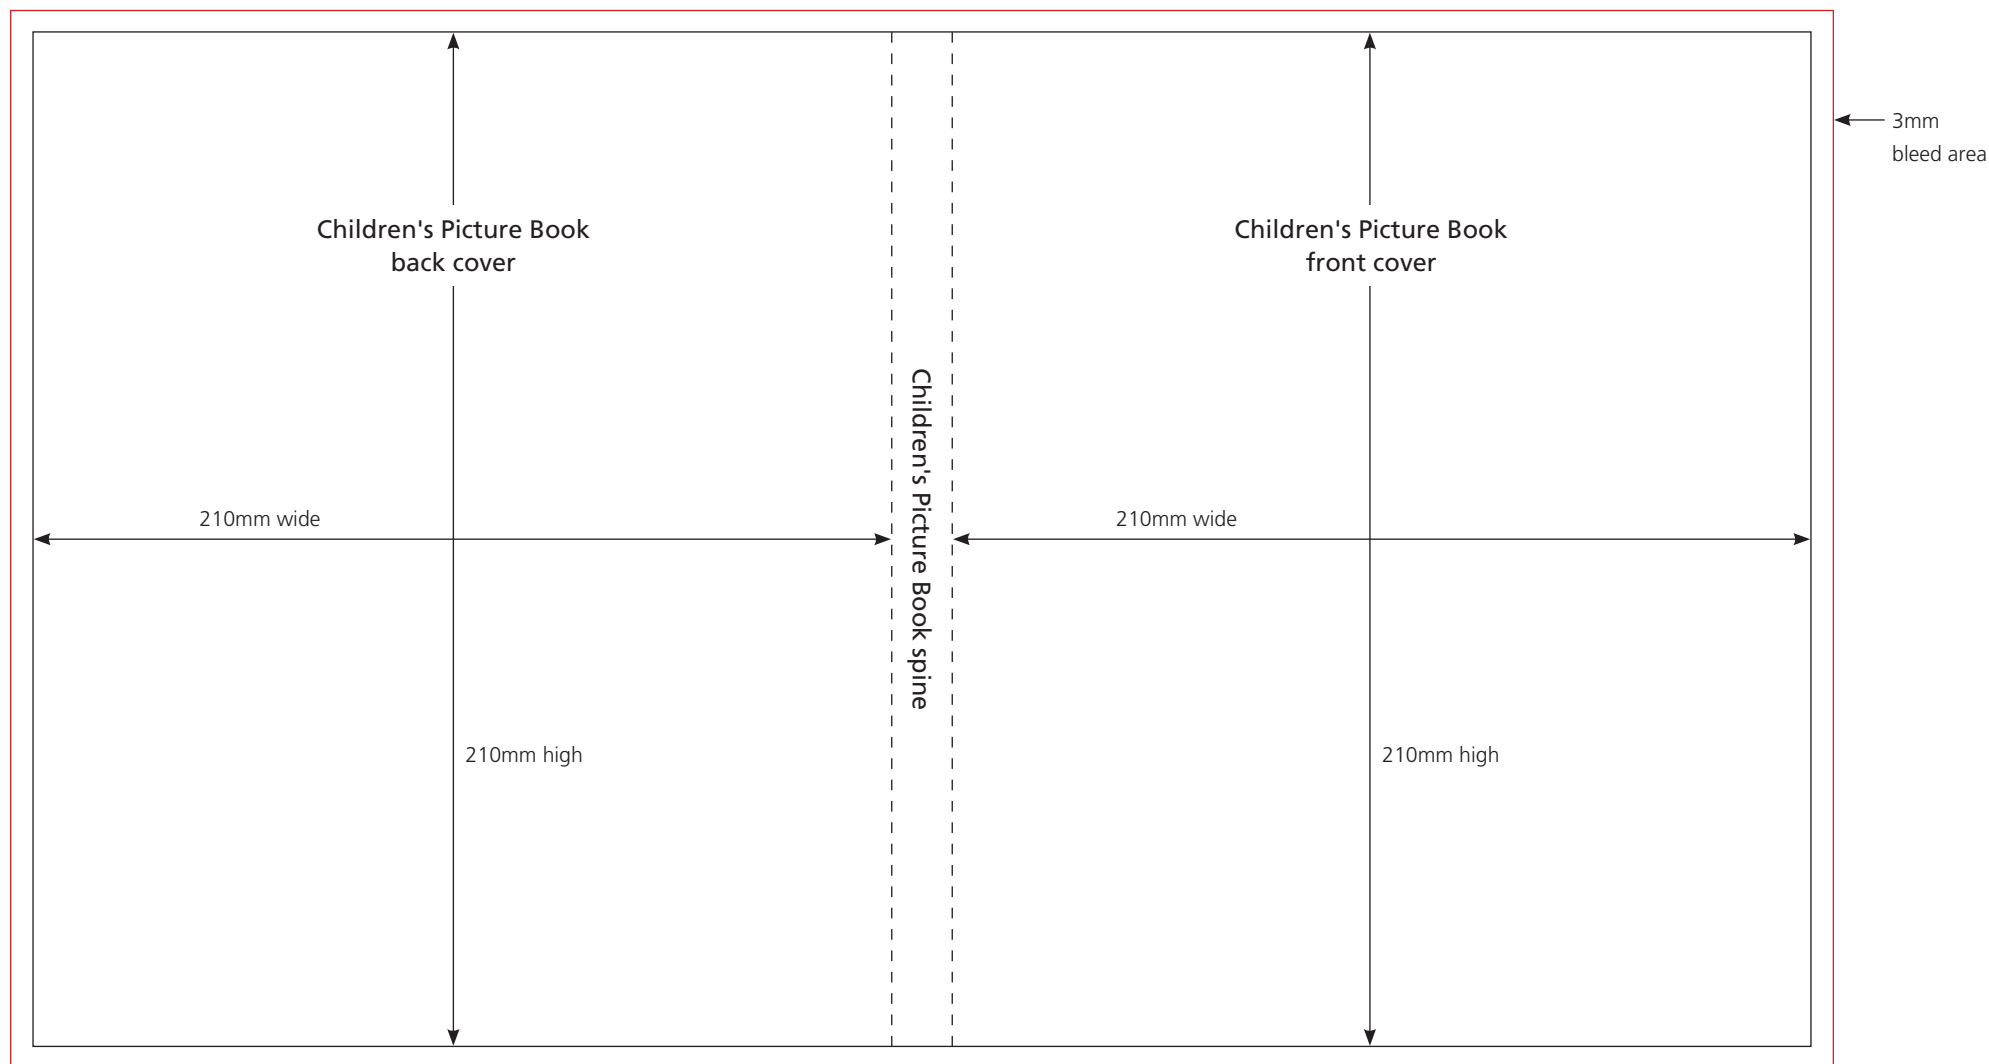 3mm
bleed area
Children's Picture Book
back cover
Children's Picture Book
front cover
Children's Picture Book spine
210mm wide
210mm wide
210mm high
210mm high